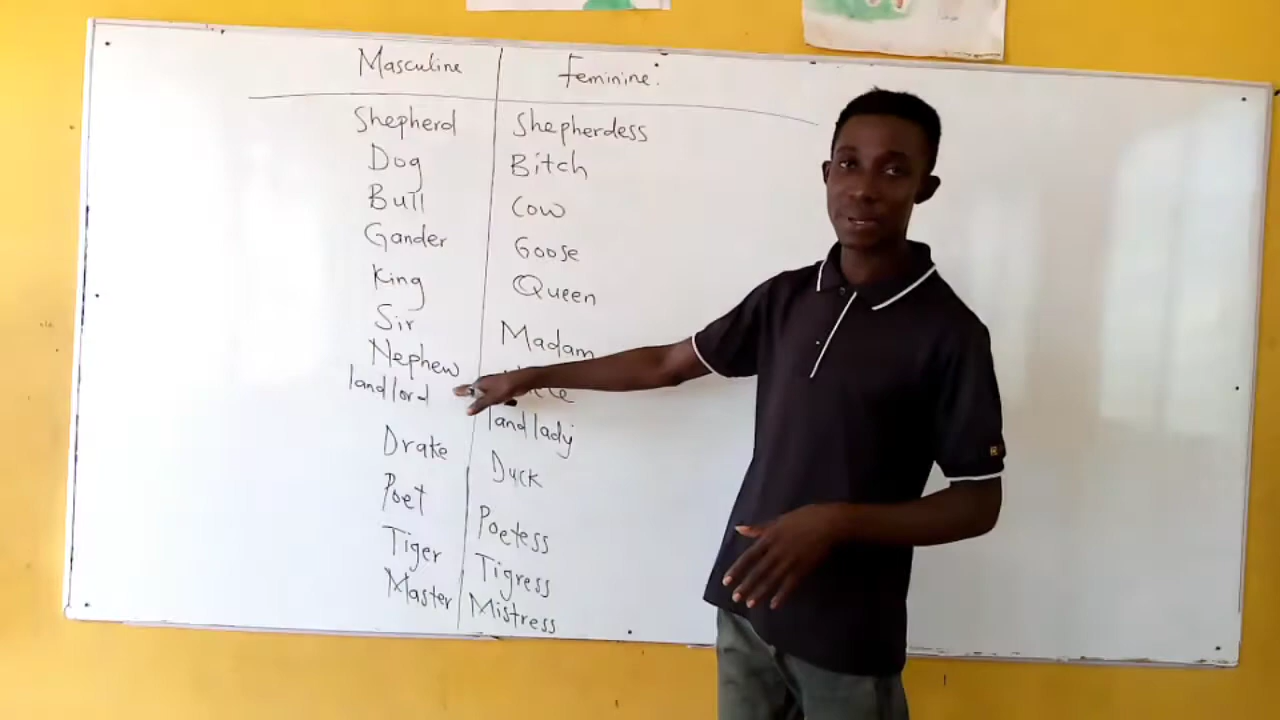 Masculine Feminine:
Shepherd Shepherdess
Dog Bitch
Bull Cow
Gander Goose
King Queen
Sir Madam
Nephew
landlord landlady
Drake Duck
Poet Poetess
Tiger Tigress
Master Mistress